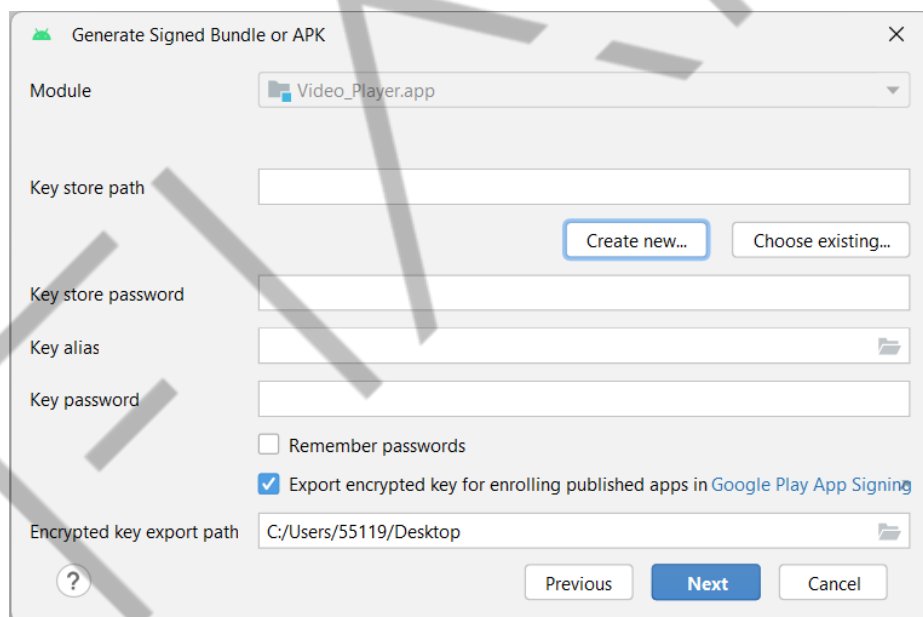 Generate Signed Bundle or APK
Module
Video_Player.app
Key store path
Create new...
Choose existing...
Key store password
Key alias
Key password
Remember passwords
Export encrypted key for enrolling published apps in Google Play App Signing
Encrypted key export path
C:/Users/55119/Desktop
?
Previous
Next
Cancel